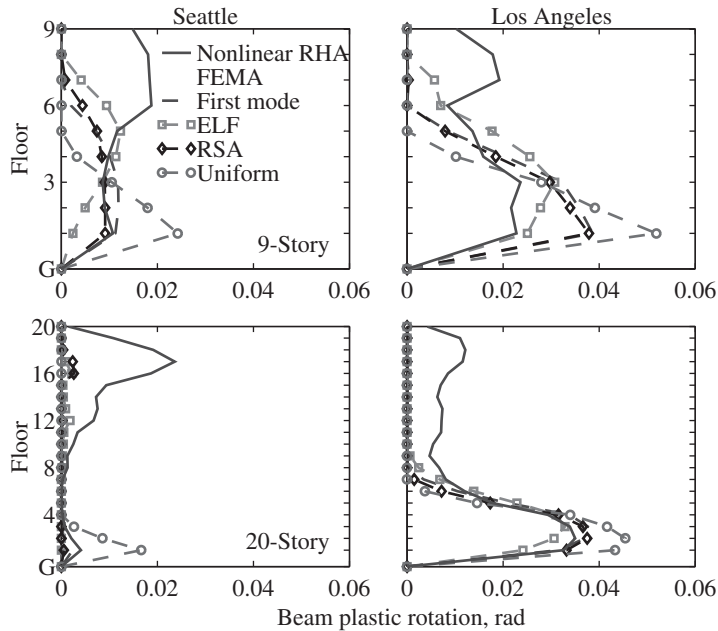 Seattle
Los Angeles
9
6
3
G
Floor
Nonlinear RHA
FEMA
First mode
ELF
RSA
Uniform
9-Story
0 0.02 0.04 0.06
0 0.02 0.04 0.06
20
16
12
8
4
G
Floor
20-Story
0 0.02 0.04 0.06
0 0.02 0.04 0.06
Beam plastic rotation, rad